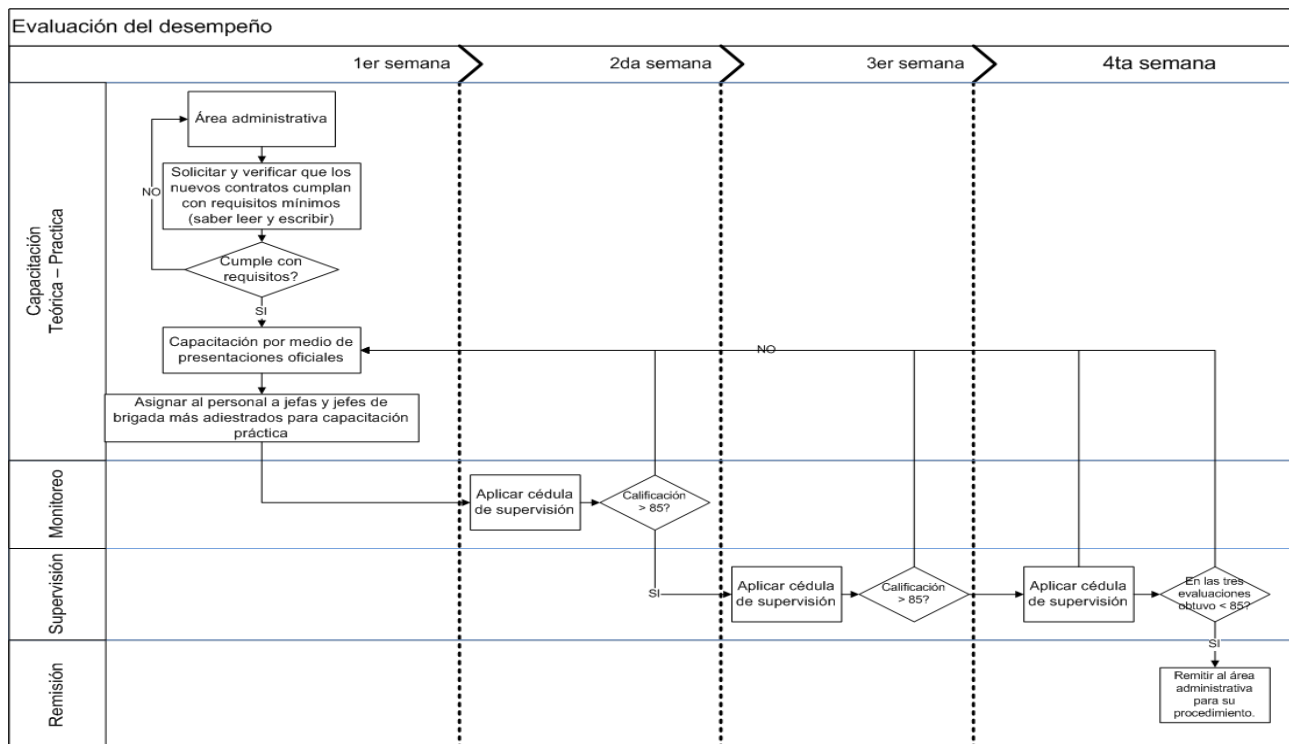 Evaluación del desempeño
1er semana
2da semana
3er semana
4ta semana
Capacitación
Teórica – Practica
Área administrativa
Solicitar y verificar que los
nuevos contratos cumplan
con requisitos mínimos
(saber leer y escribir)
NO
Cumple con
requisitos?
SI
Capacitación por medio de
presentaciones oficiales
NO
Asignar al personal a jefas y jefes de
brigada más adiestrados para capacitación
práctica
Monitoreo
Aplicar cédula
de supervisión
Calificación
> 85?
SI
Supervisión
Aplicar cédula
de supervisión
Calificación
> 85?
Aplicar cédula
de supervisión
En las tres
evaluaciones
obtuvo < 85?
SI
Remisión
Remitir al área
administrativa
para su
procedimiento.